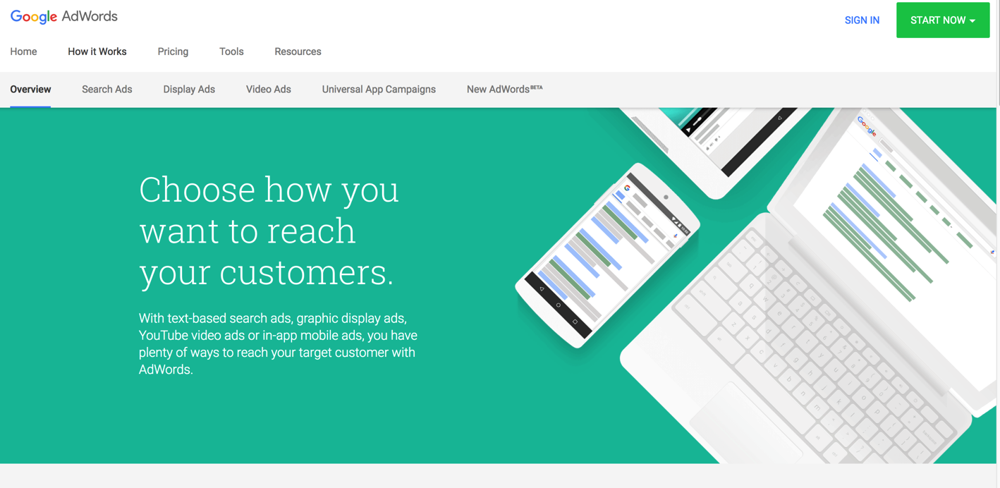 Google AdWords
SIGN IN
START NOW
Home
How it Works
Pricing
Tools
Resources
Overview
Search Ads
Display Ads
Video Ads
Universal App Campaigns
New AdWords BETA
Choose how you
want to reach
your customers.
With text-based search ads, graphic display ads,
YouTube video ads or in-app mobile ads, you have
plenty of ways to reach your target customer with
AdWords.
Google
G